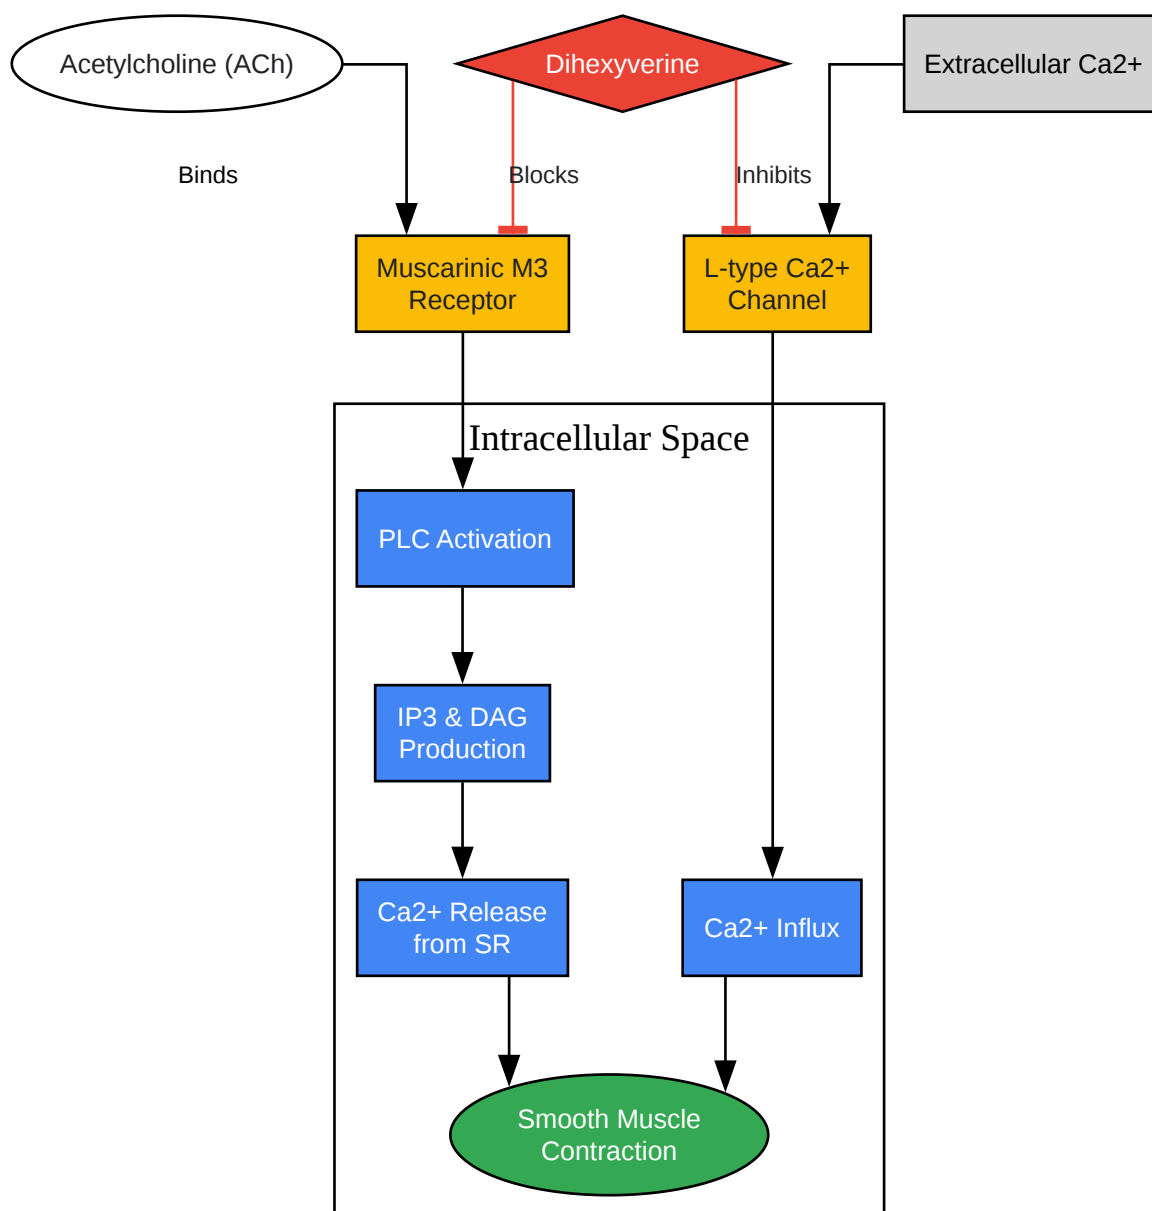 Acetylcholine (ACh)
Dihexyverine
Extracellular Ca2+
Binds
Blocks
Inhibits
Muscarinic M3
Receptor
L-type Ca2+
Channel
Intracellular Space
PLC Activation
IP3 & DAG
Production
Ca2+ Release
from SR
Ca2+ Influx
Smooth Muscle
Contraction